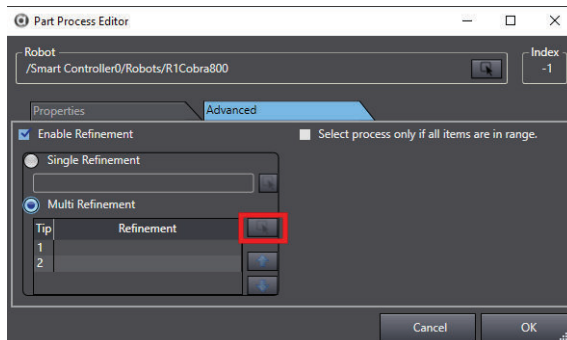 Part Process Editor
Robot
/Smart Controller0/Robots/R1Cobra800
Index
-1
Properties
Advanced
Enable Refinement
Select process only if all items are in range.
Single Refinement
Multi Refinement
Tip Refinement
1
2
Cancel
OK